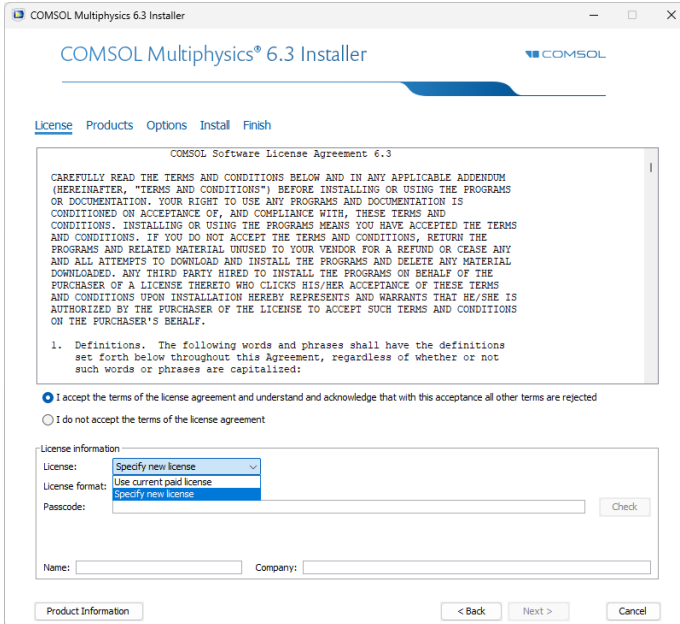 COMSOL Multiphysics 6.3 Installer
COMSOL Multiphysics® 6.3 Installer
COMSOL
License Products Options Install Finish
COMSOL Software License Agreement 6.3
CAREFULLY READ THE TERMS AND CONDITIONS BELOW AND IN ANY APPLICABLE ADDENDUM
(HEREINAFTER, "TERMS AND CONDITIONS") BEFORE INSTALLING OR USING THE PROGRAMS
OR DOCUMENTATION. YOUR RIGHT TO USE ANY PROGRAMS AND DOCUMENTATION IS
CONDITIONED ON ACCEPTANCE OF, AND COMPLIANCE WITH, THESE TERMS AND
CONDITIONS. INSTALLING OR USING THE PROGRAMS MEANS YOU HAVE ACCEPTED THE TERMS
AND CONDITIONS. IF YOU DO NOT ACCEPT THE TERMS AND CONDITIONS, RETURN THE
PROGRAMS AND RELATED MATERIAL UNUSED TO YOUR VENDOR FOR A REFUND OR CEASE ANY
AND ALL ATTEMPTS TO DOWNLOAD AND INSTALL THE PROGRAMS AND DELETE ANY MATERIAL
DOWNLOADED. ANY THIRD PARTY HIRED TO INSTALL THE PROGRAMS ON BEHALF OF THE
PURCHASER OF A LICENSE THERETO WHO CLICKS HIS/HER ACCEPTANCE OF THESE TERMS
AND CONDITIONS UPON INSTALLATION HEREBY REPRESENTS AND WARRANTS THAT HE/SHE IS
AUTHORIZED BY THE PURCHASER OF THE LICENSE TO ACCEPT SUCH TERMS AND CONDITIONS
ON THE PURCHASER'S BEHALF.
1. Definitions. The following words and phrases shall have the definitions
set forth below throughout this Agreement, regardless of whether or not
such words or phrases are capitalized:
I accept the terms of the license agreement and understand and acknowledge that with this acceptance all other terms are rejected
I do not accept the terms of the license agreement
License information
License: Specify new license
Use current paid license
License format: Specify new license
Passcode: Check
Name: Company:
Product Information < Back Next > Cancel